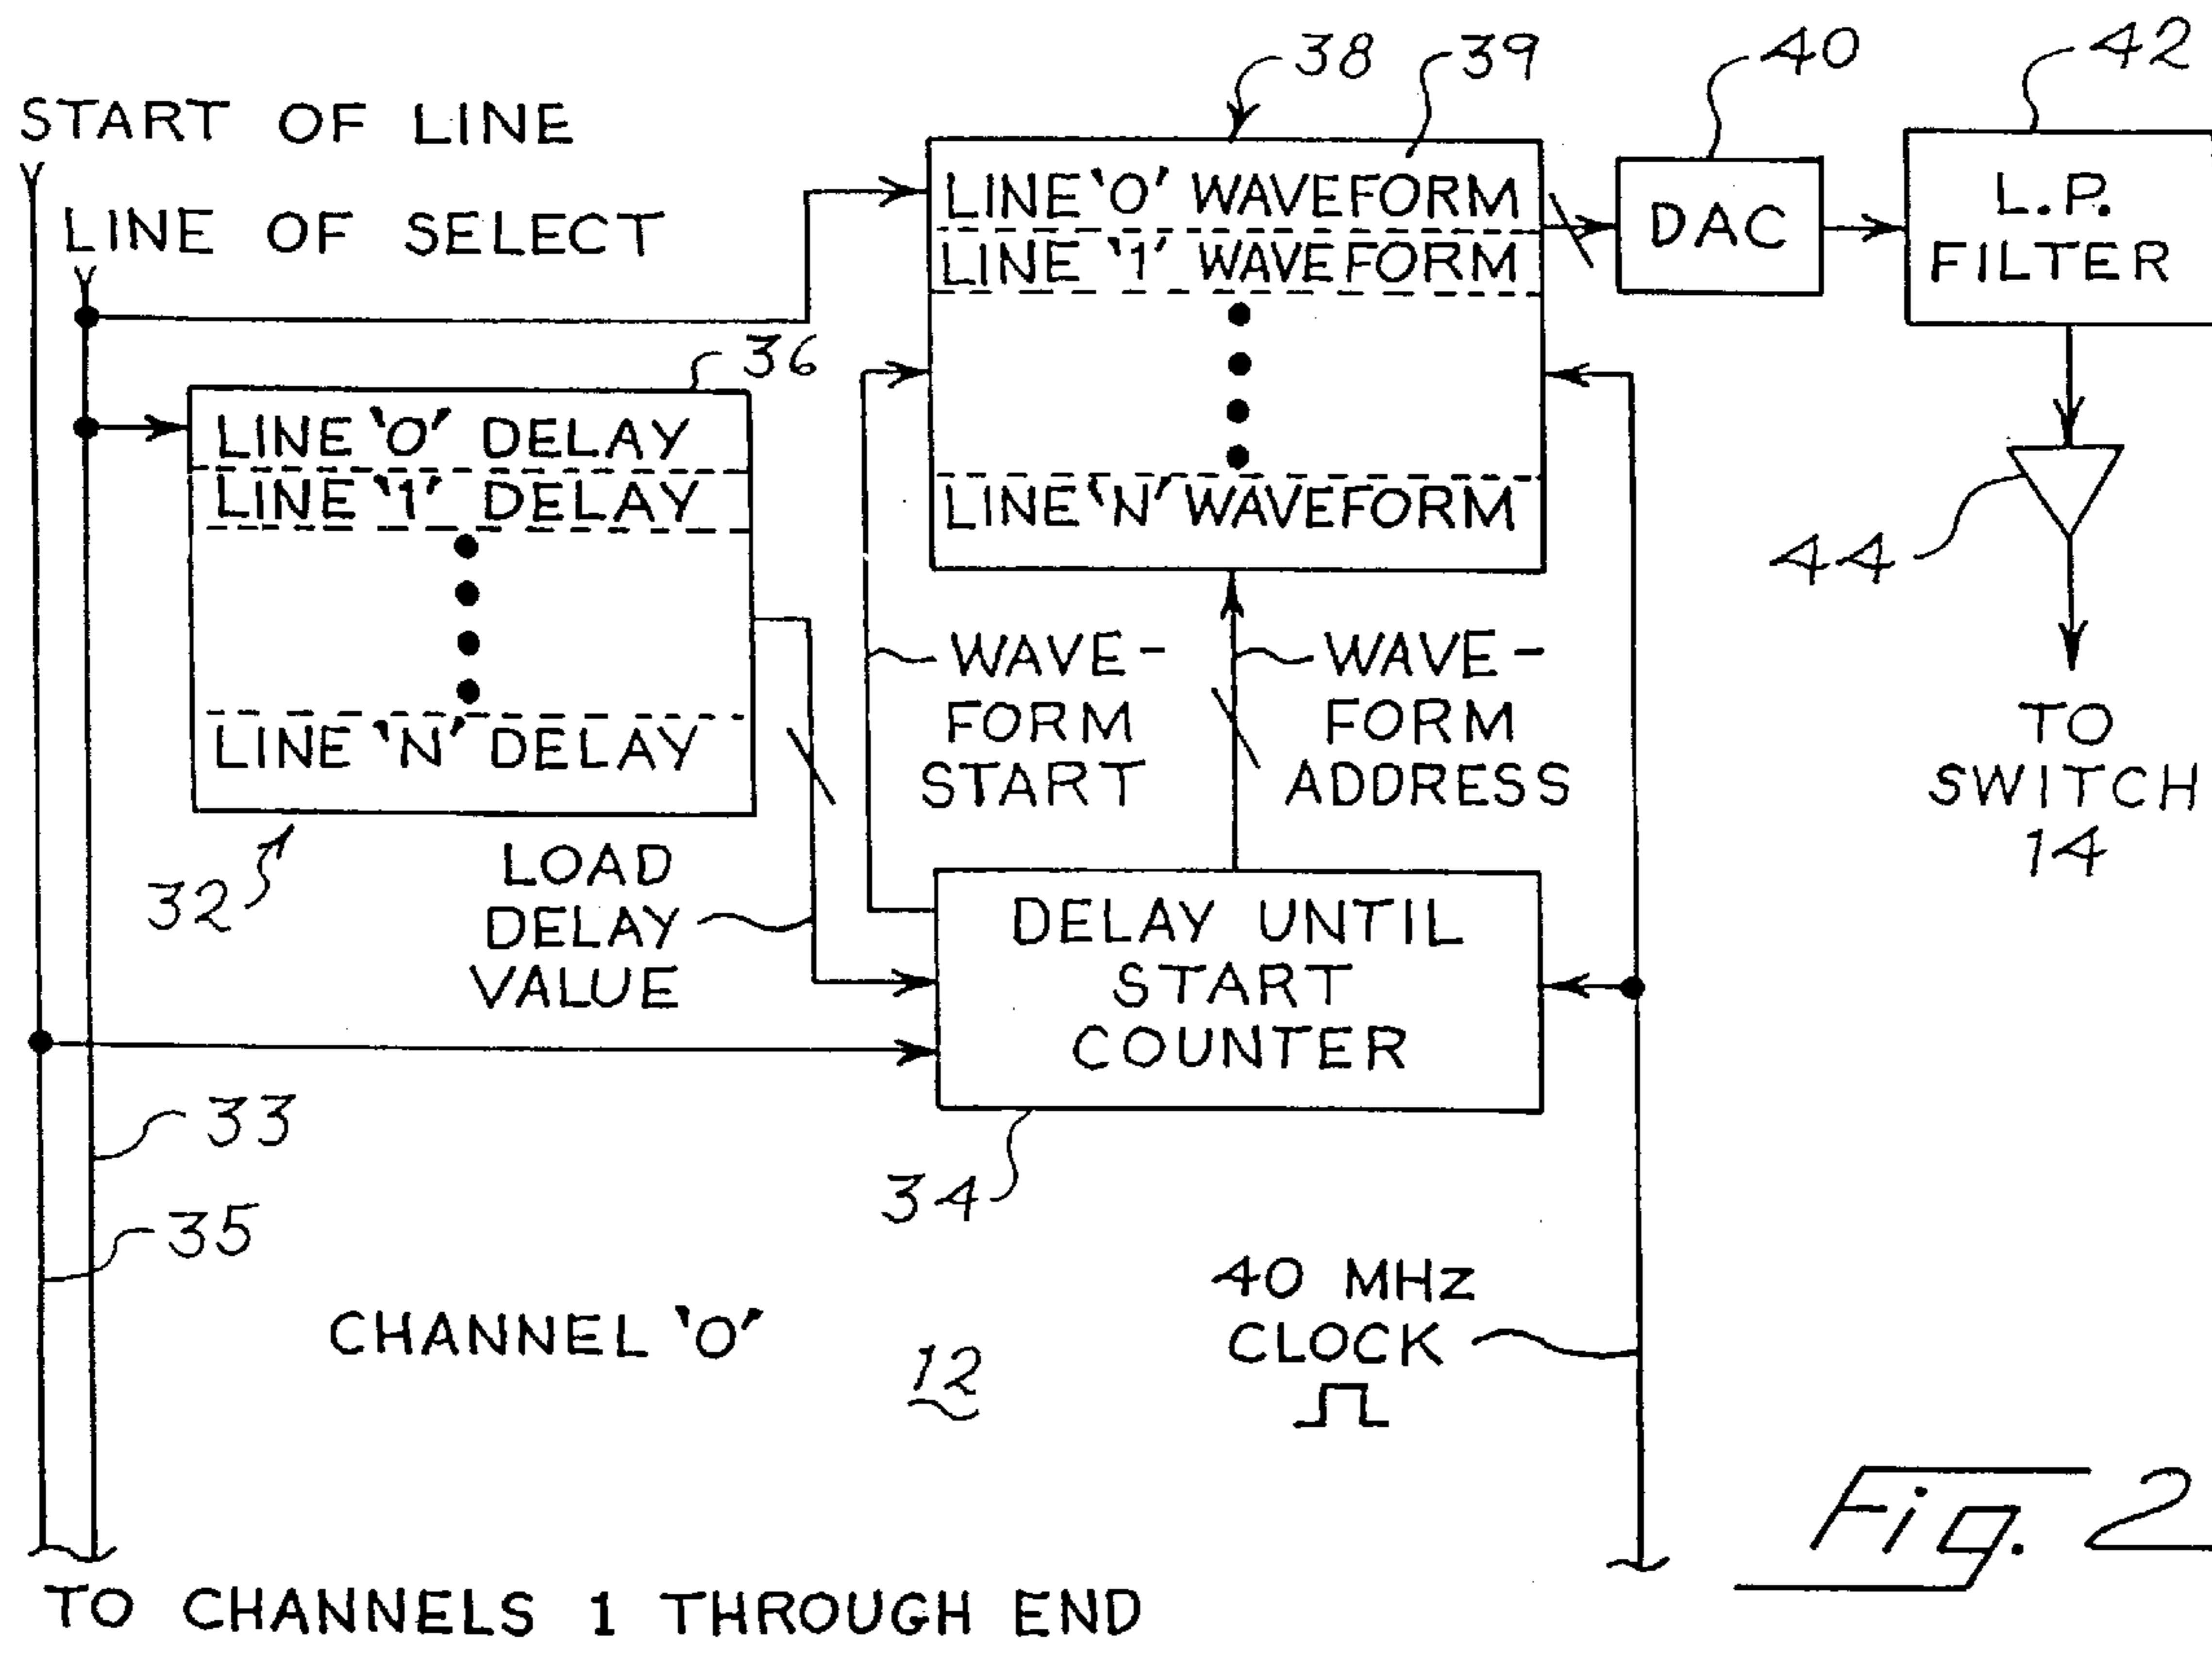 START OF LINE
LINE OF SELECT
38
39
40
42
LINE 'O' WAVEFORM
LINE '1' WAVEFORM
LINE 'N' WAVEFORM
DAC
L.P.
FILTER
36
LINE 'O' DELAY
LINE '1' DELAY
LINE 'N' DELAY
44
WAVE-
FORM
START
WAVE-
FORM
ADDRESS
TO
SWITCH
14
32
LOAD
DELAY
VALUE
DELAY UNTIL
START
COUNTER
33
34
35
40 MHz
CLOCK
CHANNEL 'O'
12
Fig. 2
TO CHANNELS 1 THROUGH END